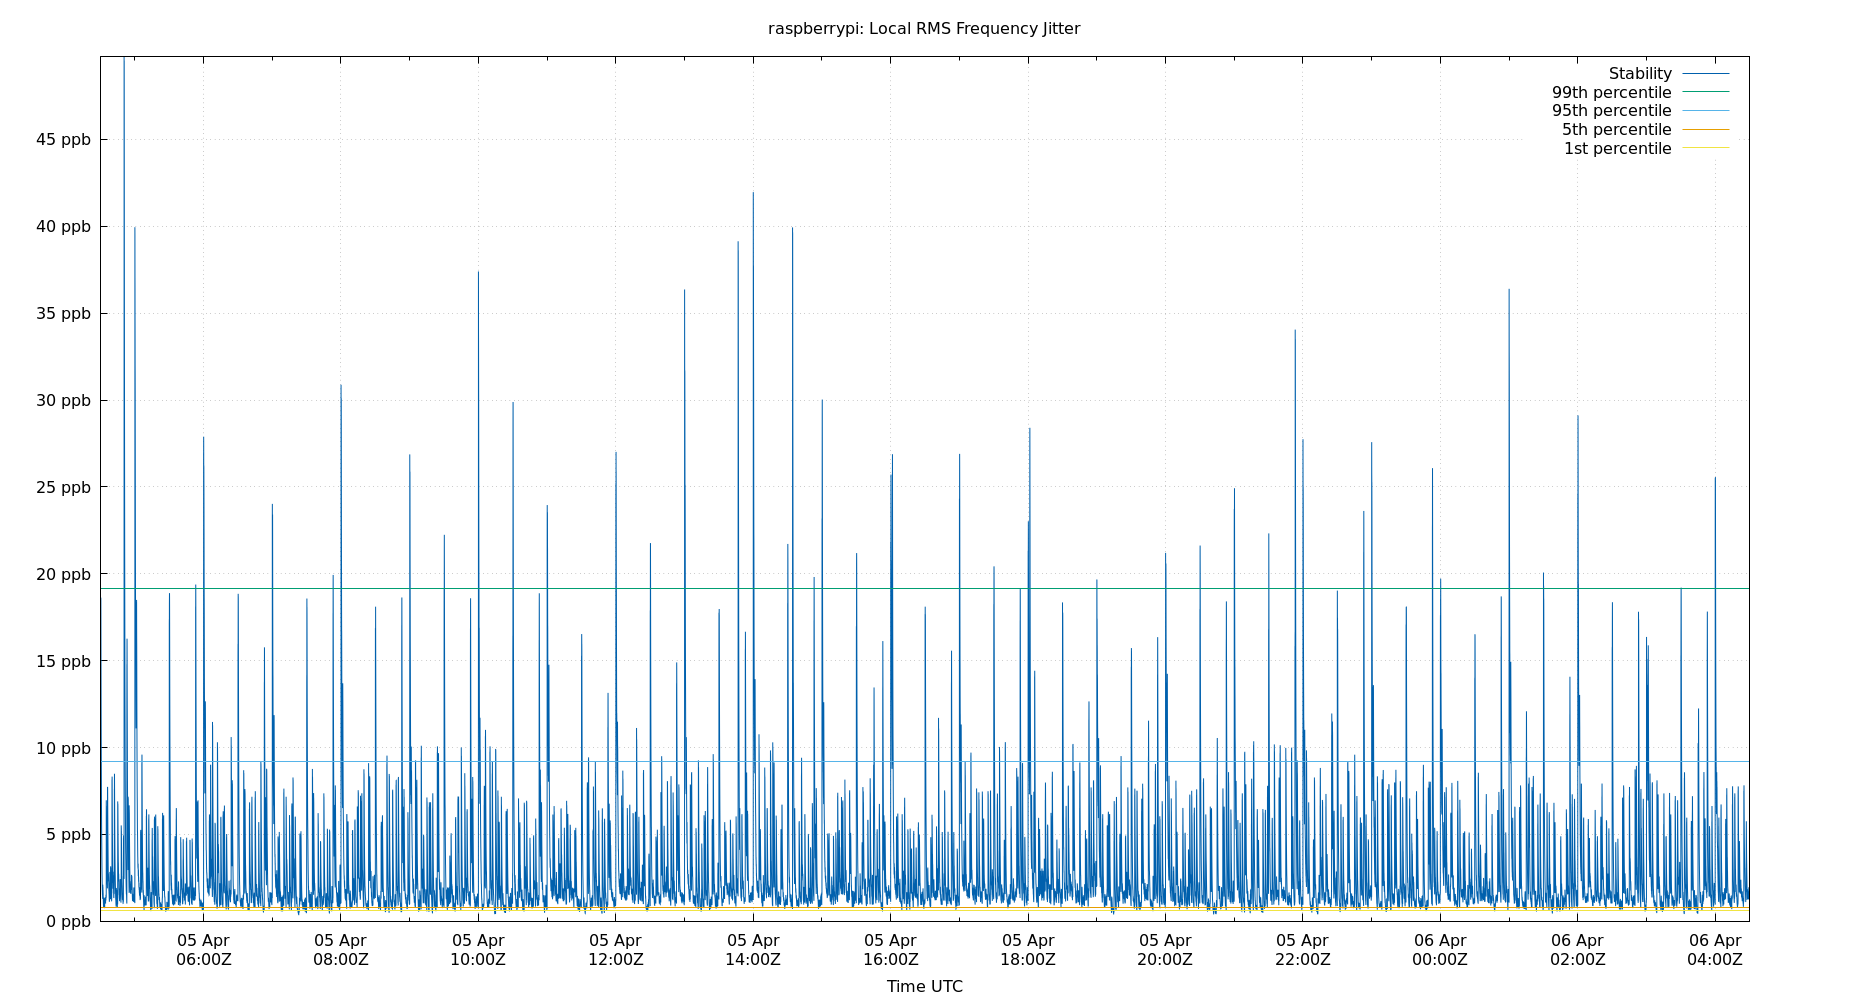 raspberrypi: Local RMS Frequency Jitter
Stability
99th percentile
95th percentile
5th percentile
1st percentile
45 ppb
40 ppb
35 ppb
30 ppb
25 ppb
20 ppb
15 ppb
10 ppb
5 ppb
0 ppb
05 Apr 05 Apr 05 Apr 05 Apr 05 Apr 05 Apr 05 Apr 05 Apr 05 Apr 06 Apr 06 Apr 06 Apr
06:00Z 08:00Z 10:00Z 12:00Z 14:00Z 16:00Z 18:00Z 20:00Z 22:00Z 00:00Z 02:00Z 04:00Z
Time UTC